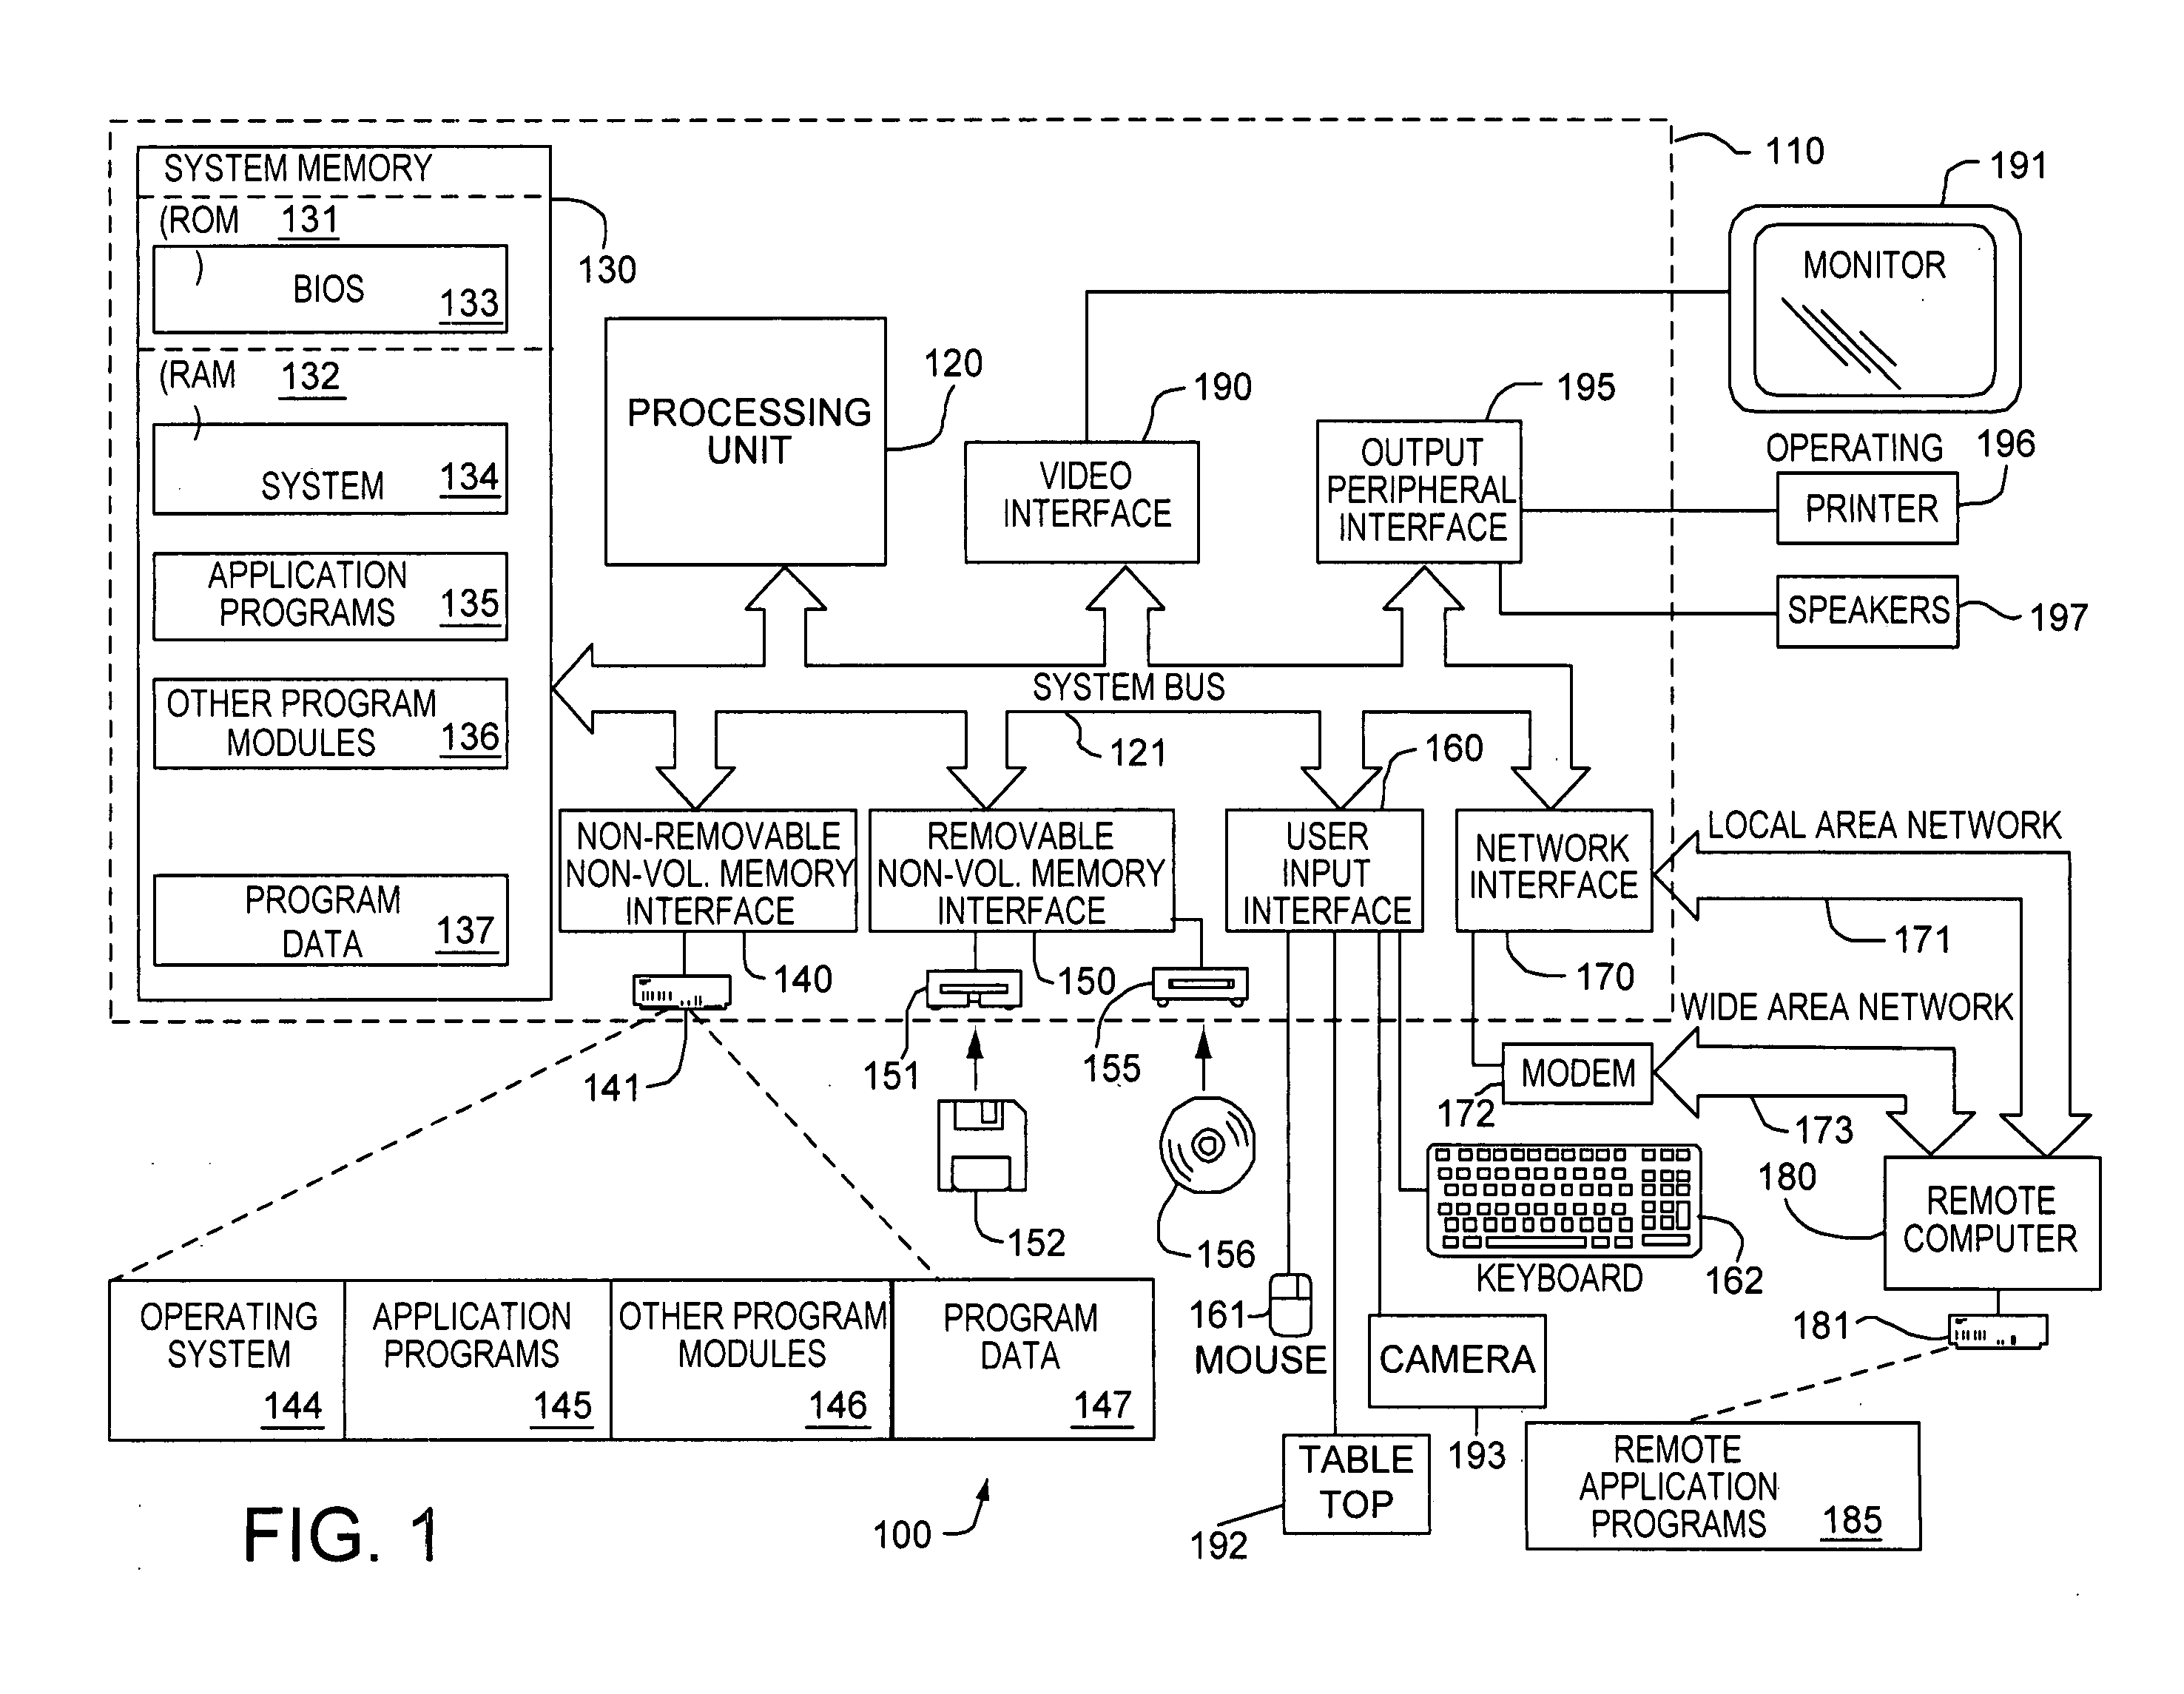 110
191
SYSTEM MEMORY
(ROM 131
)
BIOS 133
130
MONITOR
(RAM 132
)
SYSTEM 134
120
PROCESSING
UNIT
190
VIDEO
INTERFACE
195
OUTPUT
PERIPHERAL
INTERFACE
OPERATING
196
PRINTER
SPEAKERS
197
APPLICATION
PROGRAMS 135
OTHER PROGRAM
MODULES 136
PROGRAM
DATA 137
SYSTEM BUS
121
160
NON-REMOVABLE
NON-VOL. MEMORY
INTERFACE
140
REMOVABLE
NON-VOL. MEMORY
INTERFACE
150
USER
INPUT
INTERFACE
NETWORK
INTERFACE
170
LOCAL AREA NETWORK
171
WIDE AREA NETWORK
141
151
155
MODEM
172
173
152
156
180
REMOTE
COMPUTER
KEYBOARD
162
161
MOUSE
181
CAMERA
193
OPERATING
SYSTEM
144
APPLICATION
PROGRAMS
145
OTHER PROGRAM
MODULES
146
PROGRAM
DATA
147
TABLE
TOP
192
REMOTE
APPLICATION
PROGRAMS 185
100
FIG. 1